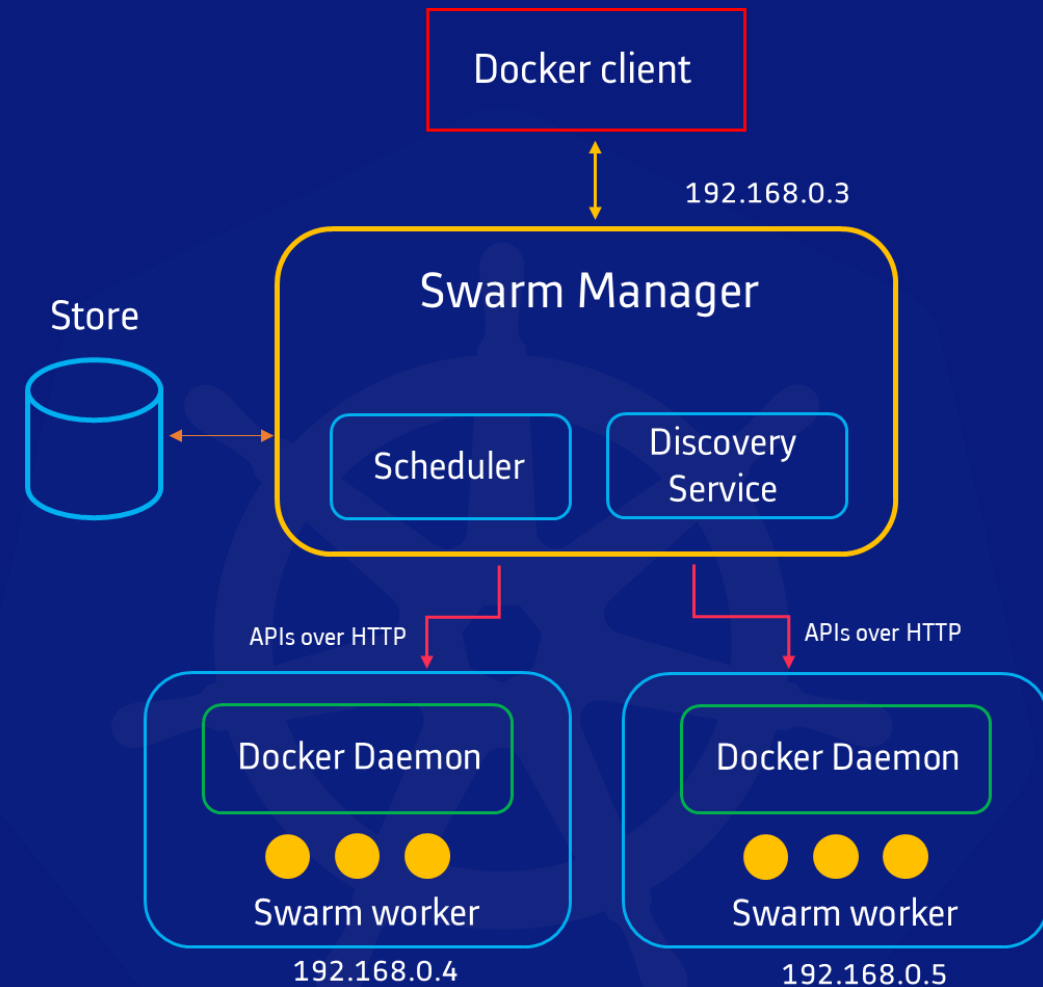 Docker client
192.168.0.3
Swarm Manager
Store
Scheduler
Discovery
Service
APIs over HTTP
APIs over HTTP
Docker Daemon
Swarm worker
192.168.0.4
Docker Daemon
Swarm worker
192.168.0.5